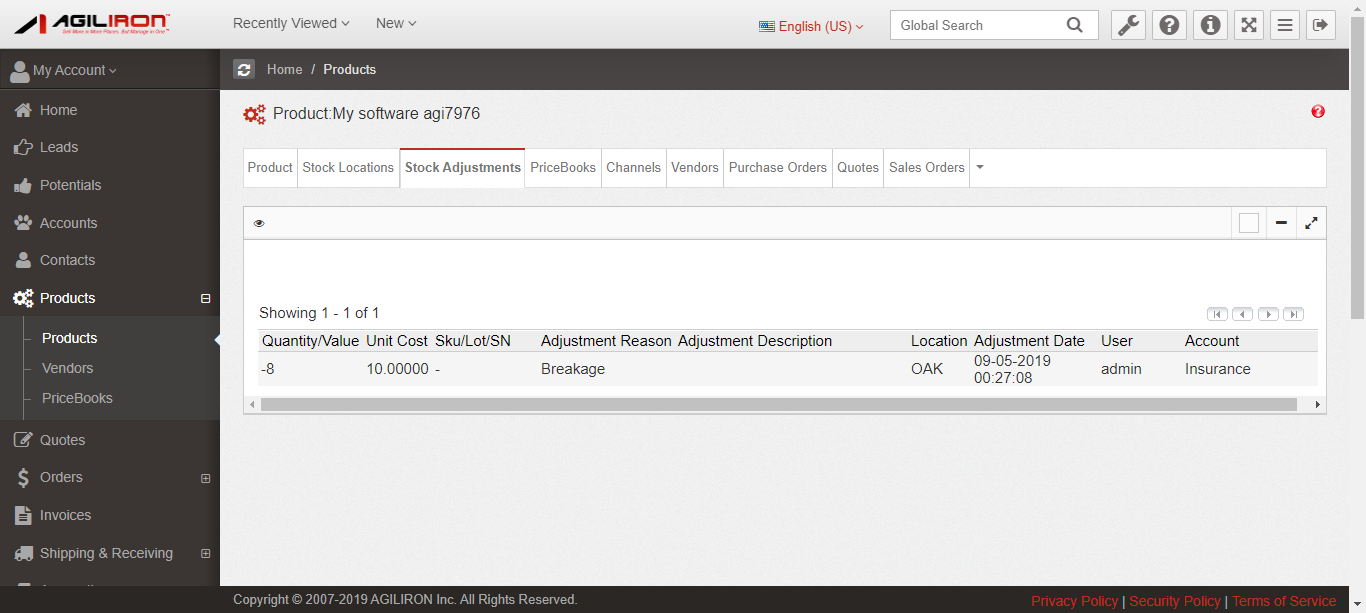 AGILIRON
Sell More in More Places. But Manage in One.™
Recently Viewed
New
English (US)
Global Search
My Account
Home / Products
Home
Leads
Potentials
Accounts
Contacts
Products
Products
Vendors
PriceBooks
Quotes
Orders
Invoices
Shipping & Receiving
Product:My software agi7976
Product
Stock Locations
Stock Adjustments
PriceBooks
Channels
Vendors
Purchase Orders
Quotes
Sales Orders
Showing 1 - 1 of 1
Quantity/Value Unit Cost Sku/Lot/SN Adjustment Reason Adjustment Description Location Adjustment Date User Account
-8 10.00000 - Breakage OAK 09-05-2019 00:27:08 admin Insurance
Copyright © 2007-2019 AGILIRON Inc. All Rights Reserved.
Privacy Policy | Security Policy | Terms of Service